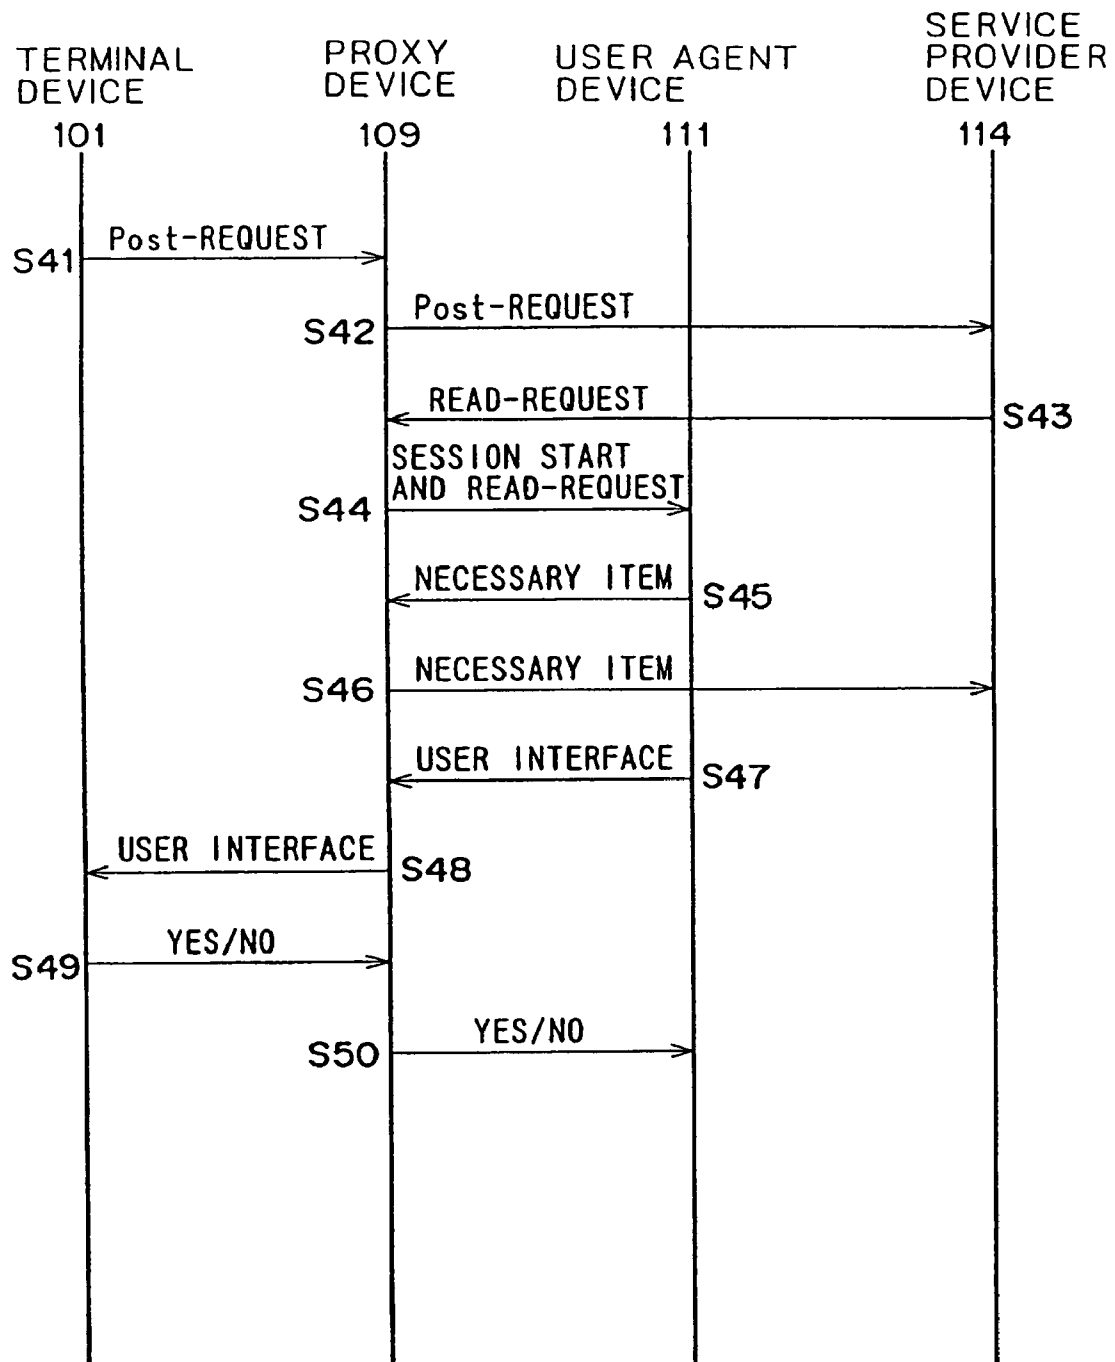 TERMINAL
DEVICE
101
PROXY
DEVICE
109
USER AGENT
DEVICE
111
SERVICE
PROVIDER
DEVICE
114
S41
Post-REQUEST
S42
Post-REQUEST
READ-REQUEST
S43
SESSION START
AND READ-REQUEST
S44
NECESSARY ITEM
S45
S46
NECESSARY ITEM
USER INTERFACE
S47
USER INTERFACE
S48
S49
YES/NO
S50
YES/NO